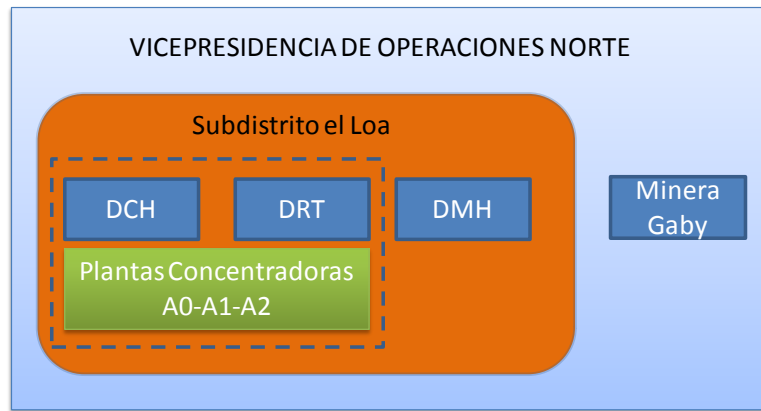 VICEPRESIDENCIA DE OPERACIONES NORTE
Subdistrito el Loa
DCH
DRT
DMH
Minera
Gaby
Plantas Concentradoras
A0-A1-A2